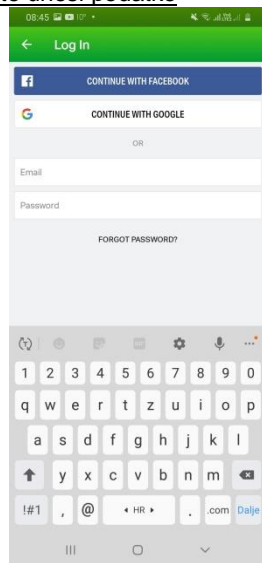 08:45 10°
Log In
CONTINUE WITH FACEBOOK
CONTINUE WITH GOOGLE
OR
Email
Password
FORGOT PASSWORD?
1 2 3 4 5 6 7 8 9 0
q w e r t z u i o p
a s d f g h j k l
y x c v b n m
!#1 , @ HR . .com Dalje